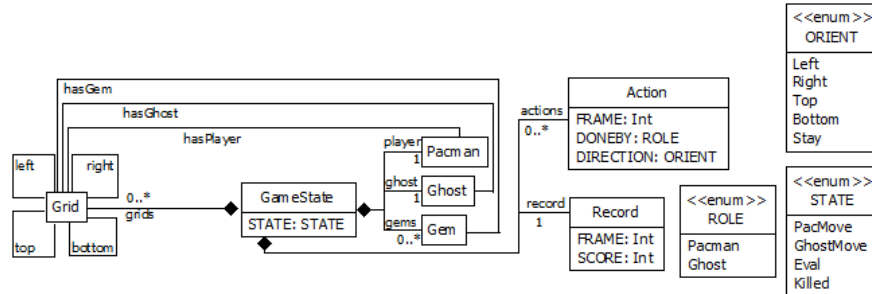 <<enum>>
ORIENT
Left
Right
Top
Bottom
Stay
hasGem
hasGhost
hasPlayer
actions
0..*
Action
FRAME: Int
DONEBY: ROLE
DIRECTION: ORIENT
left
right
Grid
top
bottom
0..*
grids
GameState
STATE: STATE
player
1
Pacman
ghost
1
Ghost
gems
0..*
Gem
record
1
Record
FRAME: Int
SCORE: Int
<<enum>>
ROLE
Pacman
Ghost
<<enum>>
STATE
PacMove
GhostMove
Eval
Killed